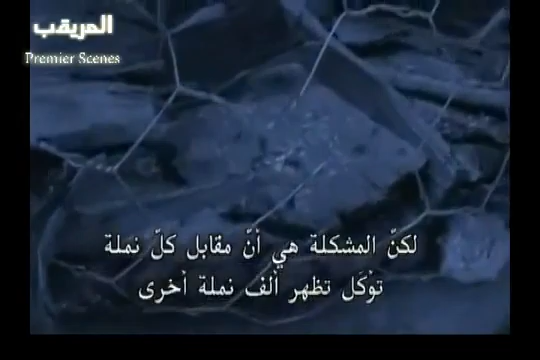 المريقب
Premier Scenes
لكنّ المشكلة هي أنّ مقابل كلّ نملة
تؤكَل تظهر ألف نملة أخرى